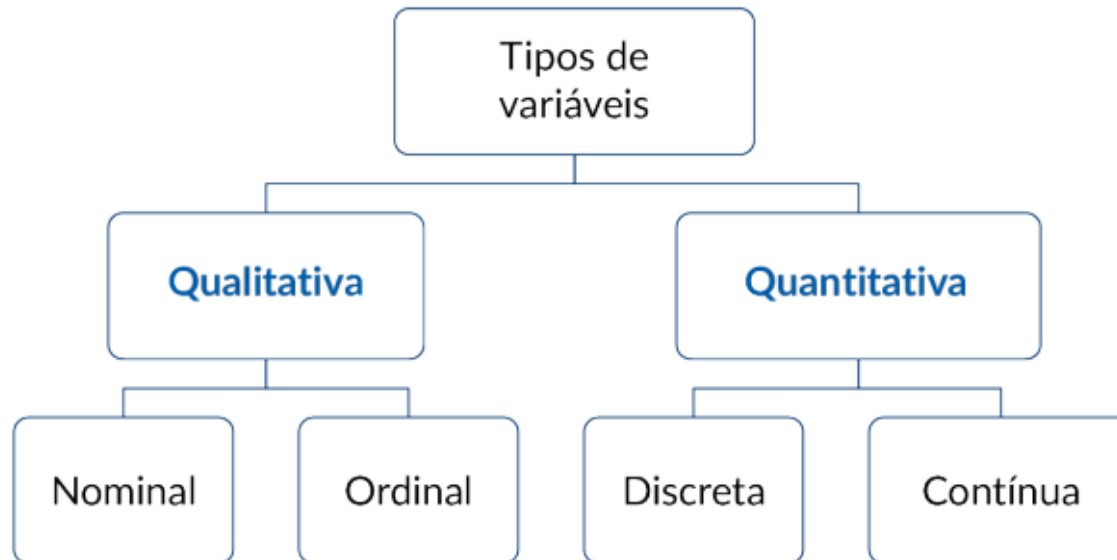 Tipos de
variáveis
Qualitativa
Quantitativa
Nominal
Ordinal
Discreta
Contínua